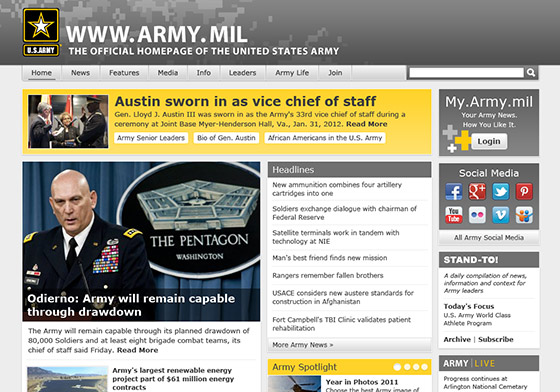 U.S.ARMY
WWW.ARMY.MIL
THE OFFICIAL HOMEPAGE OF THE UNITED STATES ARMY
Home News Features Media Info Leaders Army Life Join
Austin sworn in as vice chief of staff
Gen. Lloyd J. Austin III was sworn in as the Army's 33rd vice chief of staff during a
ceremony at Joint Base Myer-Henderson Hall, Va., Jan. 31, 2012. Read More
Army Senior Leaders Bio of Gen. Austin African Americans in the U.S. Army
My.Army.mil
Your Army News.
How You Like It.
Login
THE PENTAGON
WASHINGTON
Odierno: Army will remain capable
through drawdown
The Army will remain capable through its planned drawdown of
80,000 Soldiers and at least eight brigade combat teams, its
chief of staff said Friday. Read More
Army's largest renewable energy
project part of $61 million energy
contracts
Headlines
New ammunition combines four artillery
cartridges into one
Soldiers exchange dialogue with chairman of
Federal Reserve
Satellite terminals work in tandem with
technology at NIE
Man's best friend finds new mission
Rangers remember fallen brothers
USACE considers new austere standards for
construction in Afghanistan
Fort Campbell's TBI Clinic validates patient
rehabilitation
More Army News >
Army Spotlight
Year in Photos 2011
Choose the best Army image of
Social Media
You
Tube
All Army Social Media
STAND-TO!
A daily compilation of news,
information and context for
Army leaders
Today's Focus
U.S. Army World Class
Athlete Program
Archive | Subscribe
ARMY LIVE
Progress continues at
Arlington National Cemetery